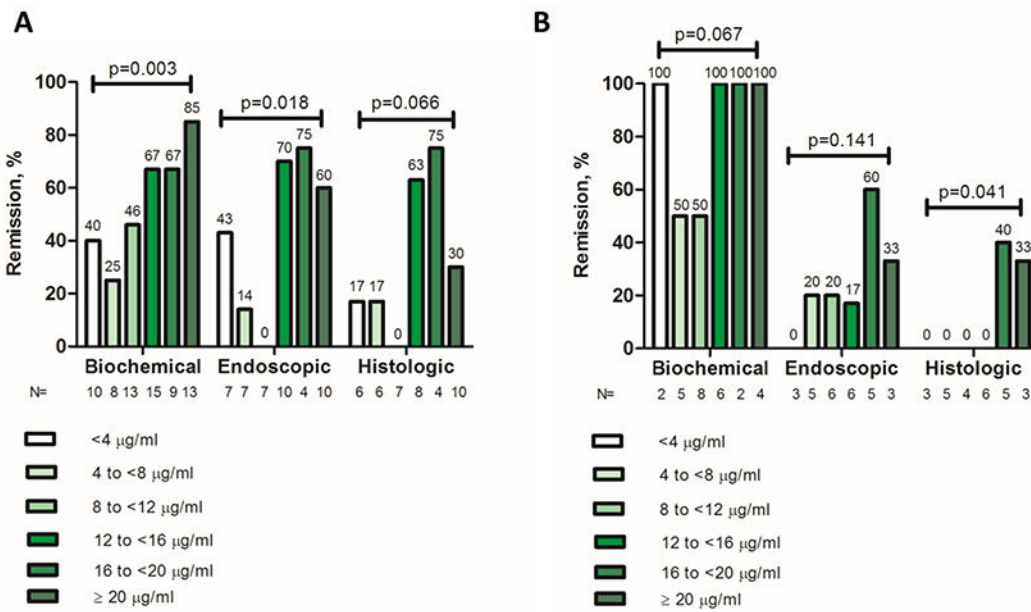 A
p=0.003
p=0.018
p=0.066
Remission, %
100
80
60
40
20
0
40 25 46 67 67 85
43 14 0 70 75 60
17 17 0 63 75 30
Biochemical Endoscopic Histologic
N= 10 8 13 15 9 13 7 7 7 10 4 10 6 6 7 8 4 10
<4 µg/ml
4 to <8 µg/ml
8 to <12 µg/ml
12 to <16 µg/ml
16 to <20 µg/ml
≥ 20 µg/ml
B
p=0.067
p=0.141
p=0.041
Remission, %
100
80
60
40
20
0
100 50 50 100 100 100
0 20 20 17 60 33
0 0 0 0 40 33
Biochemical Endoscopic Histologic
N= 2 5 8 6 2 4 3 5 6 6 5 3 3 5 4 6 5 3
<4 µg/ml
4 to <8 µg/ml
8 to <12 µg/ml
12 to <16 µg/ml
16 to <20 µg/ml
≥ 20 µg/ml